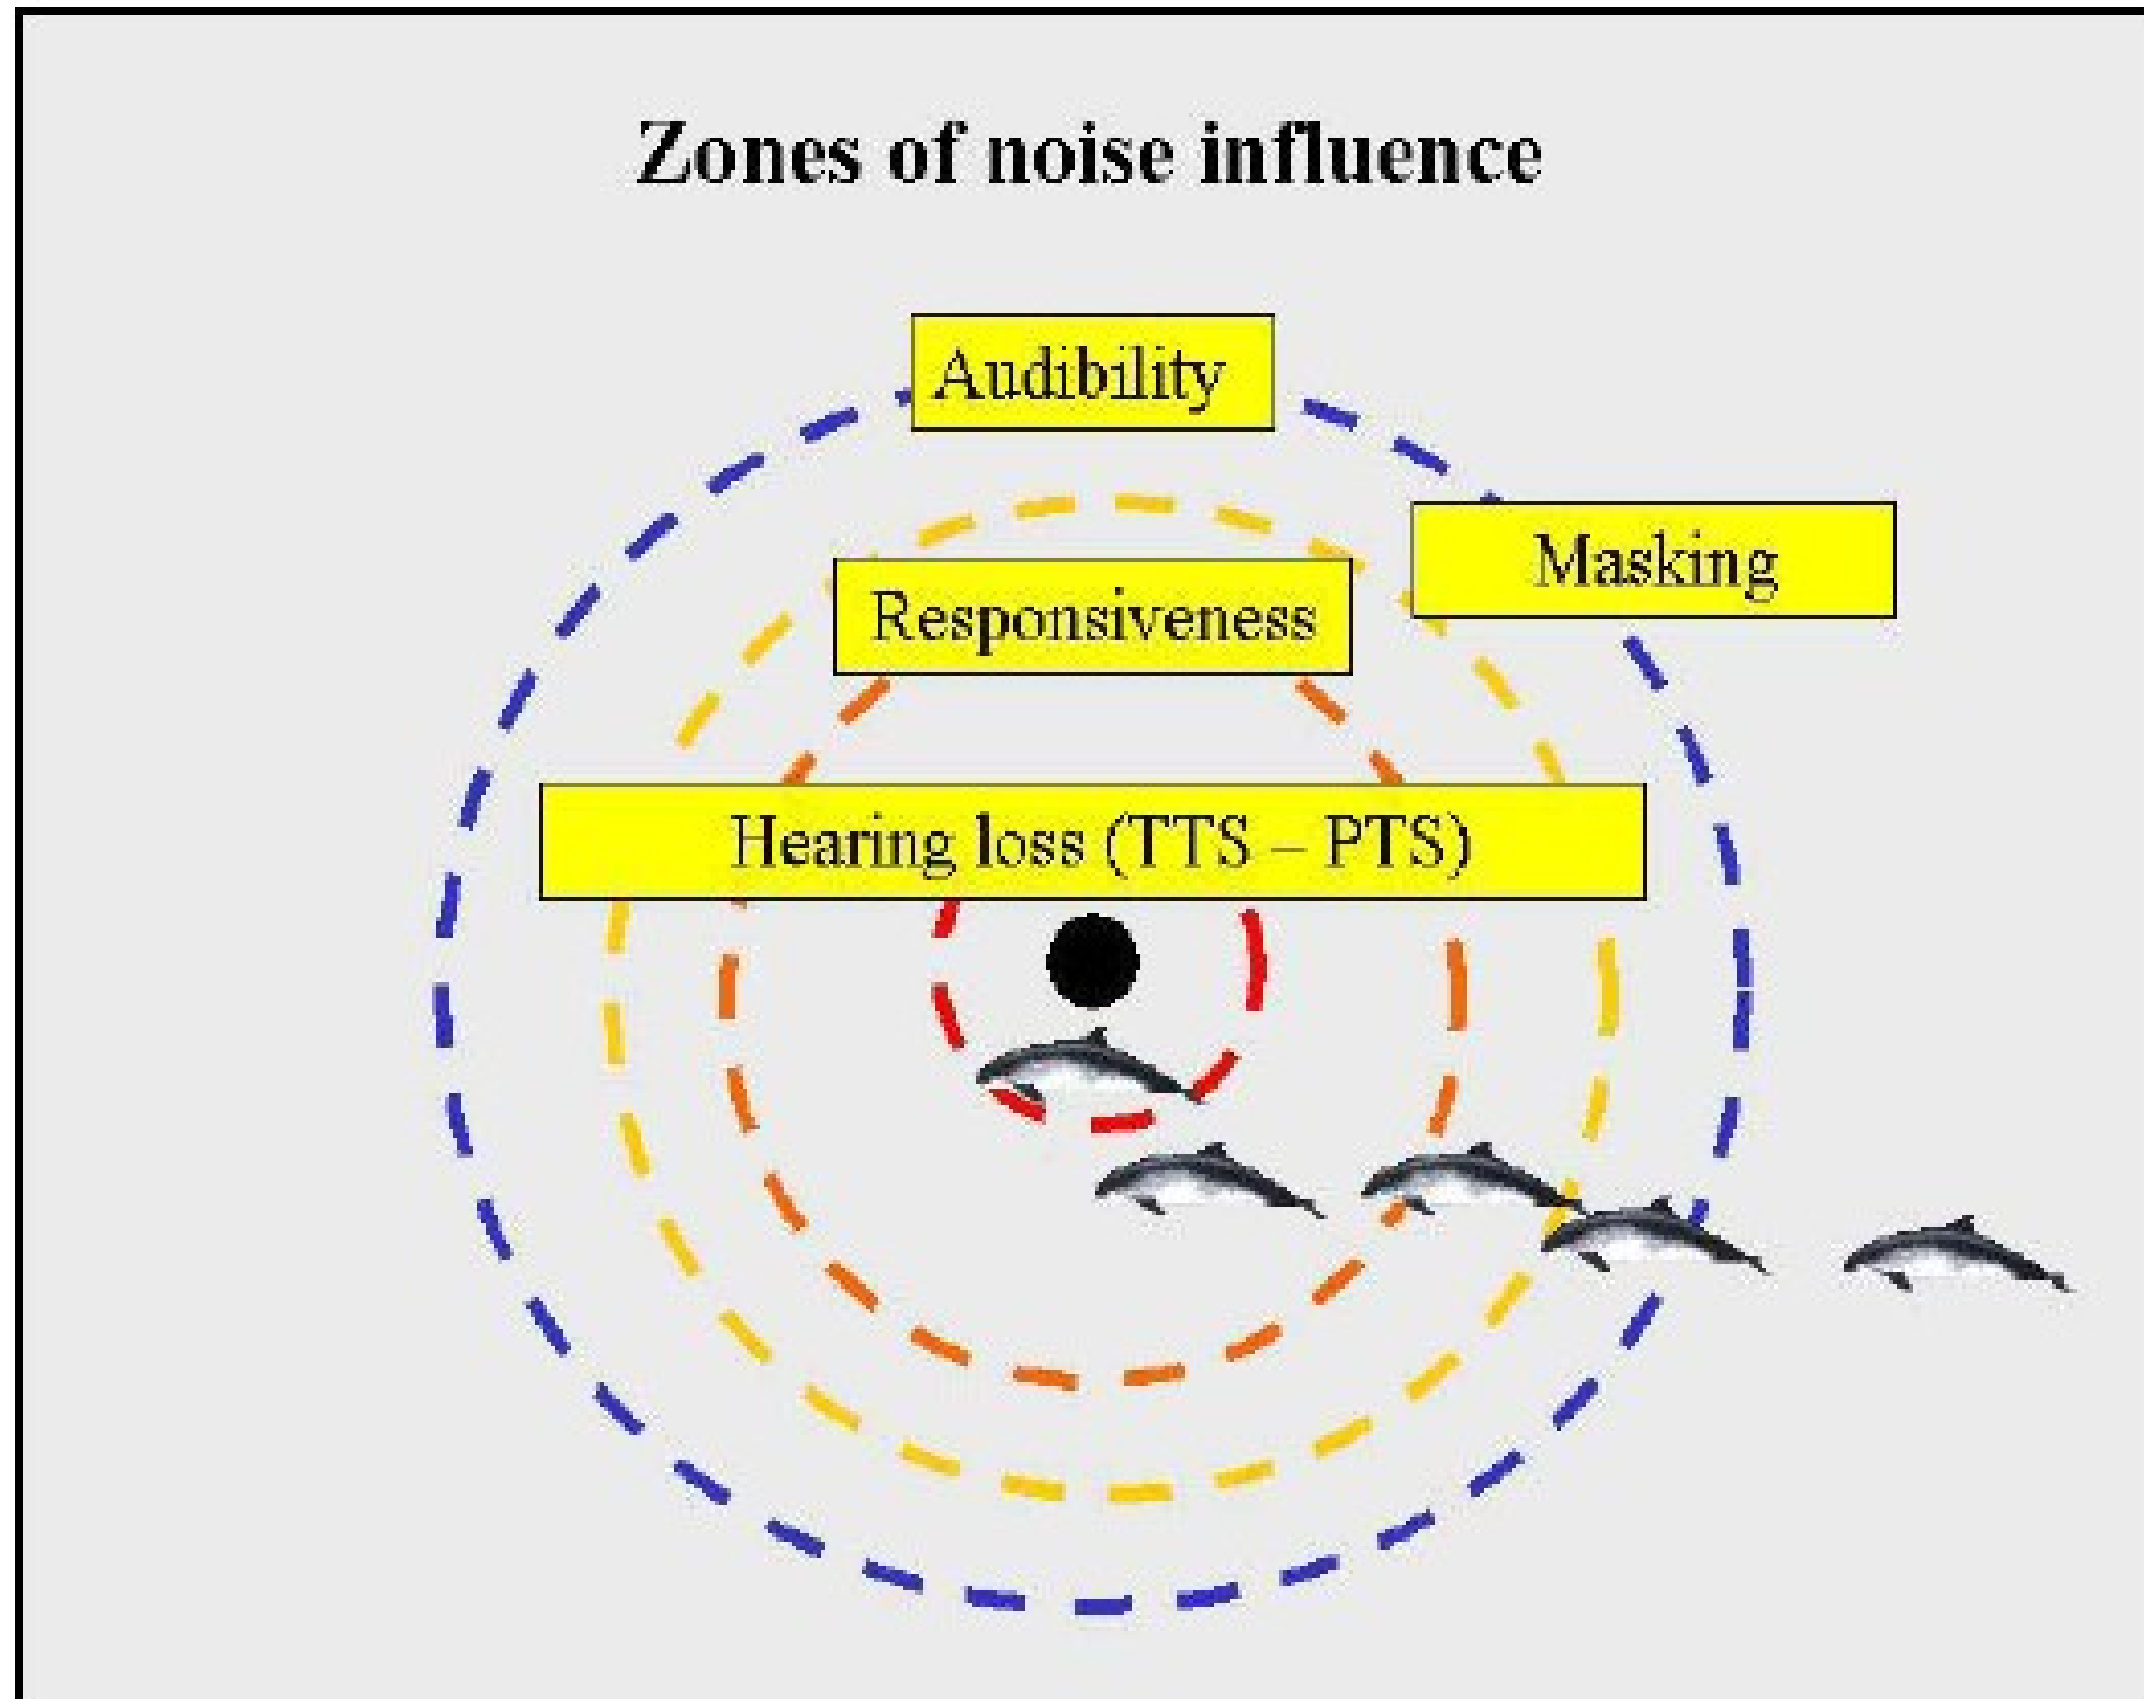 Zones of noise influence
Audibility
Masking
Responsiveness
Hearing loss (TTS – PTS)